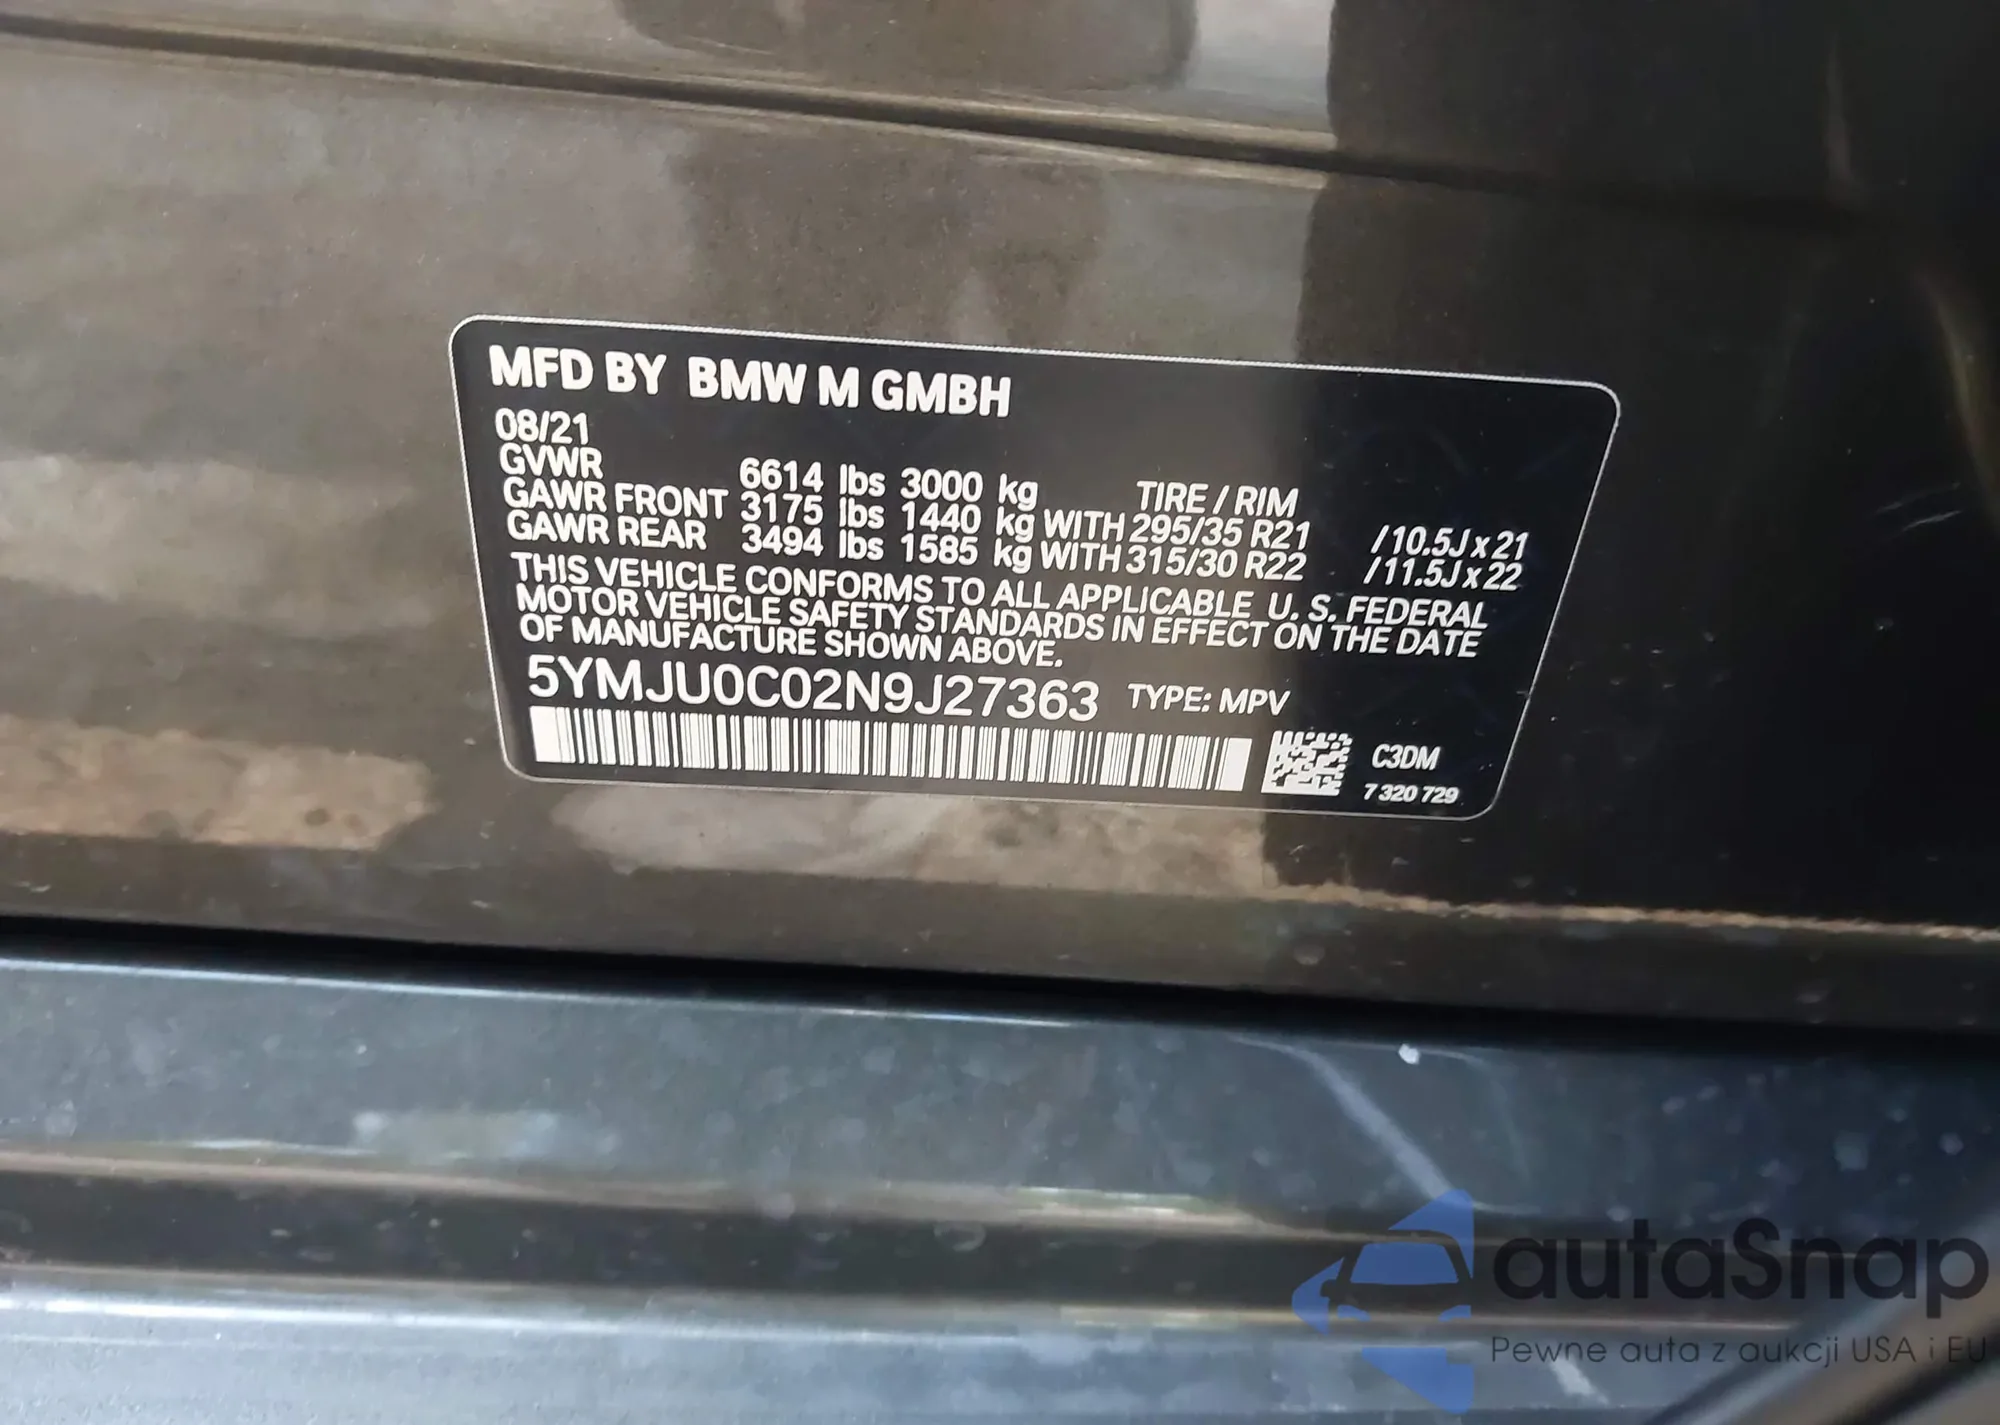 MFD BY BMW M GMBH
08/21
GVWR 6614 lbs 3000 kg TIRE / RIM
GAWR FRONT 3175 lbs 1440 kg WITH 295/35 R21 /10.5J x 21
GAWR REAR 3494 lbs 1585 kg WITH 315/30 R22 /11.5J x 22
THIS VEHICLE CONFORMS TO ALL APPLICABLE U. S. FEDERAL
MOTOR VEHICLE SAFETY STANDARDS IN EFFECT ON THE DATE
OF MANUFACTURE SHOWN ABOVE.
5YMJU0C02N9J27363 TYPE: MPV
C3DM
7 320 729
autaSnap
Pewne auta z aukcji USA i EU